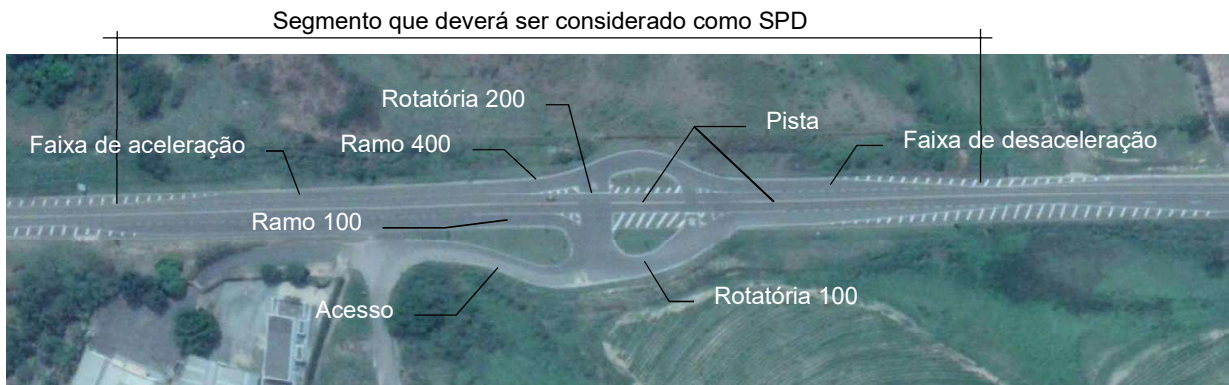 Segmento que deverá ser considerado como SPD
Rotatória 200
Pista
Faixa de aceleração
Ramo 400
Faixa de desaceleração
Ramo 100
Acesso
Rotatória 100